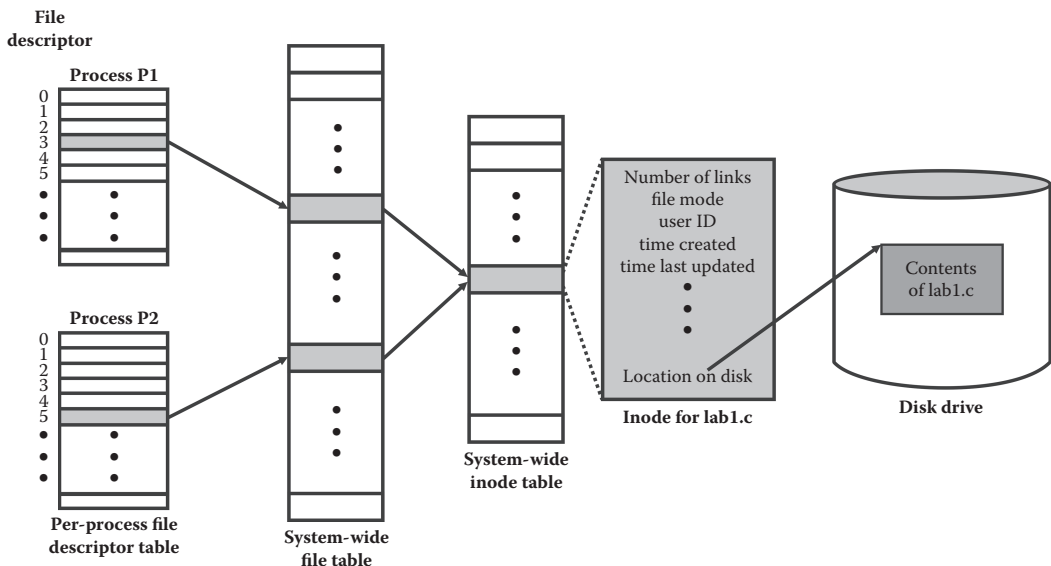 File
descriptor
Process P1
0
1
2
3
4
5
Process P2
0
1
2
3
4
5
Per-process file
descriptor table
System-wide
file table
System-wide
inode table
Number of links
file mode
user ID
time created
time last updated
Location on disk
Inode for lab1.c
Contents
of lab1.c
Disk drive